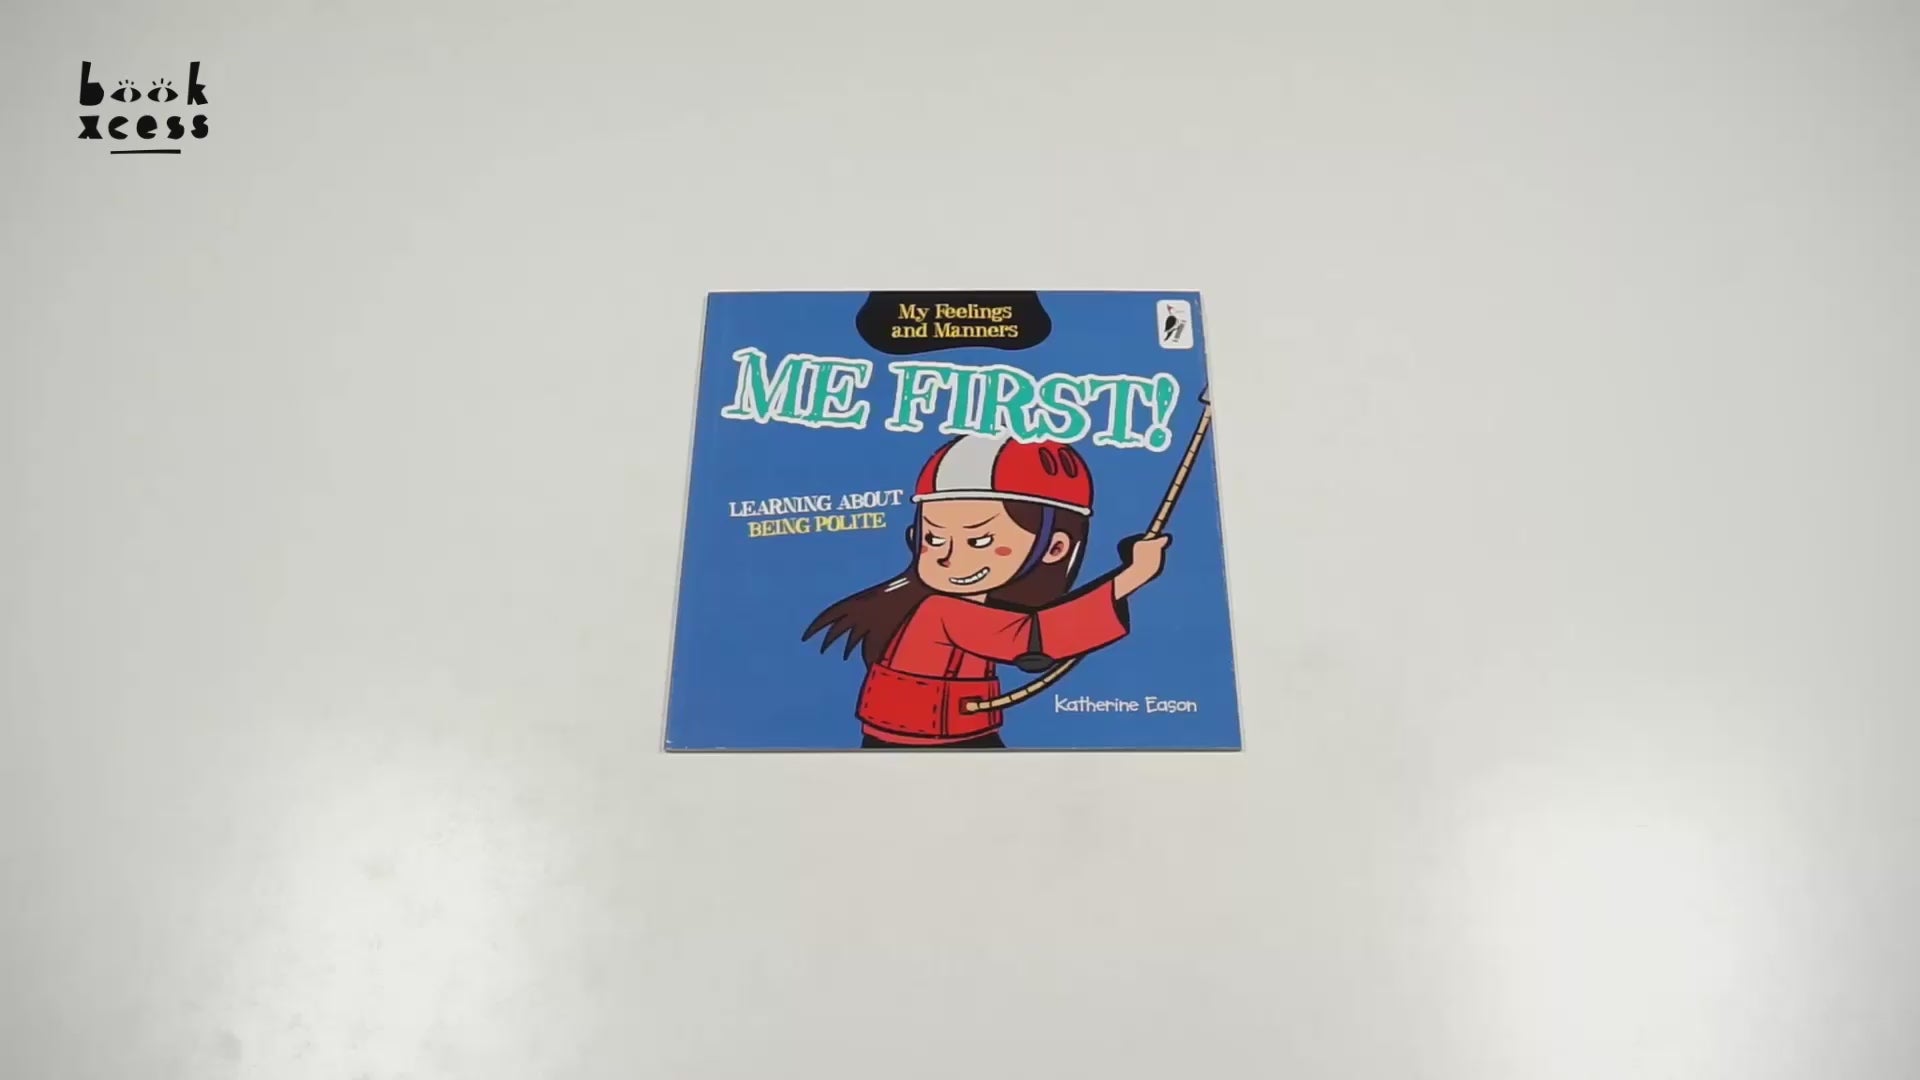 book
xcess
My Feelings
and Manners
ME FIRST!
LEARNING ABOUT
BEING POLITE
Katherine Eason